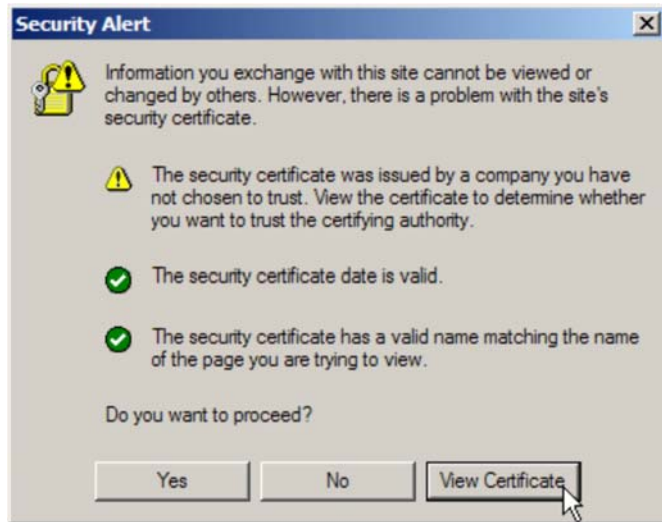 Security Alert
Information you exchange with this site cannot be viewed or
changed by others. However, there is a problem with the site's
security certificate.
The security certificate was issued by a company you have
not chosen to trust. View the certificate to determine whether
you want to trust the certifying authority.
The security certificate date is valid.
The security certificate has a valid name matching the name
of the page you are trying to view.
Do you want to proceed?
Yes
No
View Certificate